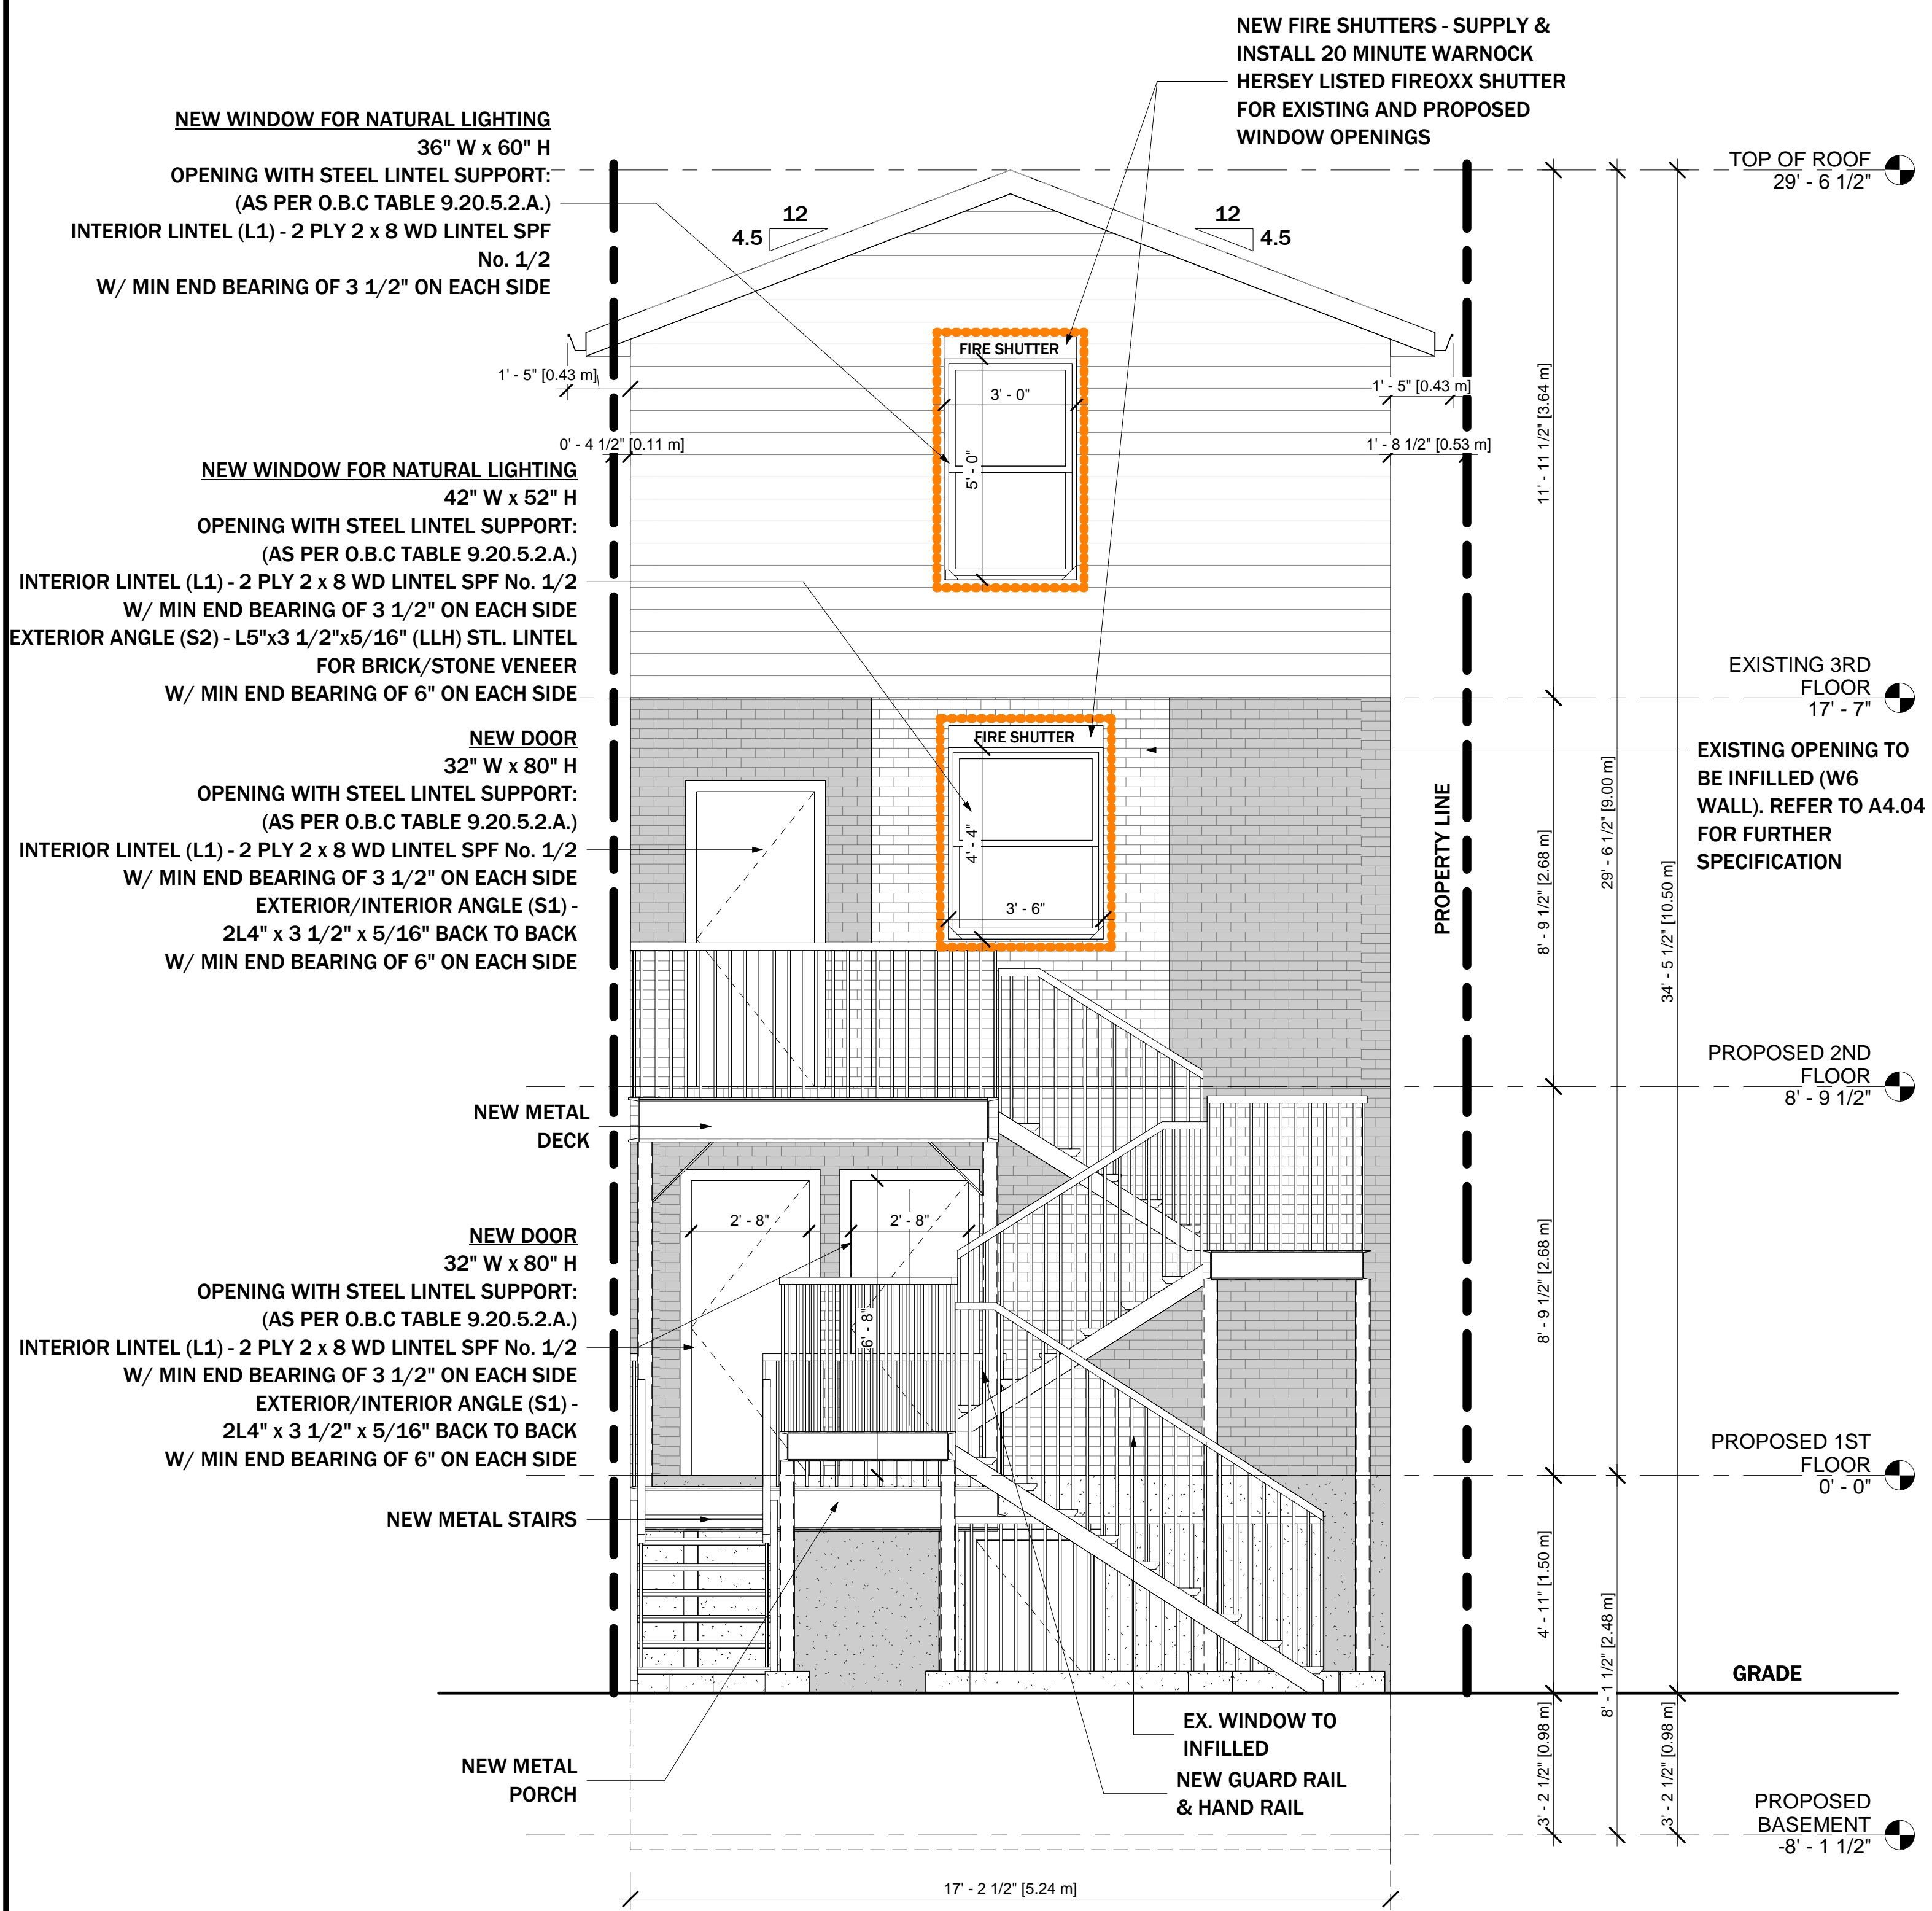 NEW FIRE SHUTTERS - SUPPLY &
INSTALL 20 MINUTE WARNOCK
HERSEY LISTED FIREOXX SHUTTER
FOR EXISTING AND PROPOSED
WINDOW OPENINGS
NEW WINDOW FOR NATURAL LIGHTING
36" W x 60" H
OPENING WITH STEEL LINTEL SUPPORT:
(AS PER O.B.C TABLE 9.20.5.2.A.)
INTERIOR LINTEL (L1) - 2 PLY 2 x 8 WD LINTEL SPF
No. 1/2
W/ MIN END BEARING OF 3 1/2" ON EACH SIDE
TOP OF ROOF
29' - 6 1/2"
12
4.5
12
4.5
FIRE SHUTTER
3' - 0"
5' - 0"
1' - 5" [0.43 m]
1' - 5" [0.43 m]
0' - 4 1/2" [0.11 m]
1' - 8 1/2" [0.53 m]
11' - 11 1/2" [3.64 m]
NEW WINDOW FOR NATURAL LIGHTING
42" W x 52" H
OPENING WITH STEEL LINTEL SUPPORT:
(AS PER O.B.C TABLE 9.20.5.2.A.)
INTERIOR LINTEL (L1) - 2 PLY 2 x 8 WD LINTEL SPF No. 1/2
W/ MIN END BEARING OF 3 1/2" ON EACH SIDE
EXTERIOR ANGLE (S2) - L5"x3 1/2"x5/16" (LLH) STL. LINTEL
FOR BRICK/STONE VENEER
W/ MIN END BEARING OF 6" ON EACH SIDE
EXISTING 3RD
FLOOR
17' - 7"
FIRE SHUTTER
4' - 4"
3' - 6"
EXISTING OPENING TO
BE INFILLED (W6
WALL). REFER TO A4.04
FOR FURTHER
SPECIFICATION
PROPERTY LINE
8' - 9 1/2" [2.68 m]
29' - 6 1/2" [9.00 m]
34' - 5 1/2" [10.50 m]
NEW DOOR
32" W x 80" H
OPENING WITH STEEL LINTEL SUPPORT:
(AS PER O.B.C TABLE 9.20.5.2.A.)
INTERIOR LINTEL (L1) - 2 PLY 2 x 8 WD LINTEL SPF No. 1/2
W/ MIN END BEARING OF 3 1/2" ON EACH SIDE
EXTERIOR/INTERIOR ANGLE (S1) -
2L4" x 3 1/2" x 5/16" BACK TO BACK
W/ MIN END BEARING OF 6" ON EACH SIDE
PROPOSED 2ND
FLOOR
8' - 9 1/2"
NEW METAL
DECK
2' - 8"
2' - 8"
6' - 8"
8' - 9 1/2" [2.68 m]
NEW DOOR
32" W x 80" H
OPENING WITH STEEL LINTEL SUPPORT:
(AS PER O.B.C TABLE 9.20.5.2.A.)
INTERIOR LINTEL (L1) - 2 PLY 2 x 8 WD LINTEL SPF No. 1/2
W/ MIN END BEARING OF 3 1/2" ON EACH SIDE
EXTERIOR/INTERIOR ANGLE (S1) -
2L4" x 3 1/2" x 5/16" BACK TO BACK
W/ MIN END BEARING OF 6" ON EACH SIDE
PROPOSED 1ST
FLOOR
0' - 0"
NEW METAL STAIRS
4' - 11" [1.50 m]
8' - 1 1/2" [2.48 m]
GRADE
EX. WINDOW TO
INFILLED
NEW GUARD RAIL
& HAND RAIL
NEW METAL
PORCH
3' - 2 1/2" [0.98 m]
3' - 2 1/2" [0.98 m]
PROPOSED
BASEMENT
-8' - 1 1/2"
17' - 2 1/2" [5.24 m]